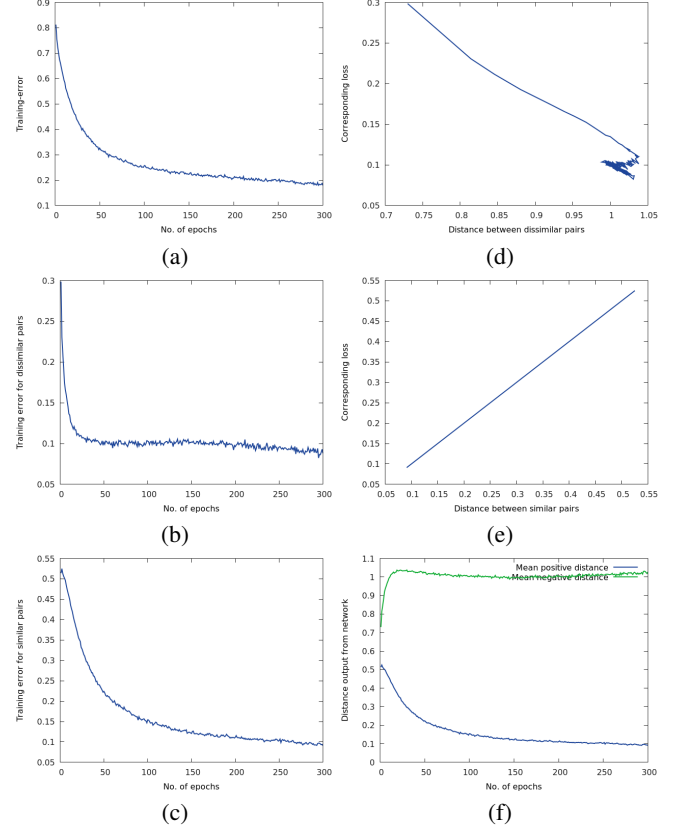 0.9
0.8
0.7
0.6
0.5
0.4
0.3
0.2
0.1
Training-error
0 50 100 150 200 250 300
No. of epochs
(a)
0.3
0.25
0.2
0.15
0.1
0.05
Corresponding loss
0.7 0.75 0.8 0.85 0.9 0.95 1 1.05
Distance between dissimilar pairs
(d)
0.3
0.25
0.2
0.15
0.1
0.05
Training error for dissimilar pairs
0 50 100 150 200 250 300
No. of epochs
(b)
0.55
0.5
0.45
0.4
0.35
0.3
0.25
0.2
0.15
0.1
0.05
Corresponding loss
0.05 0.1 0.15 0.2 0.25 0.3 0.35 0.4 0.45 0.5 0.55
Distance between similar pairs
(e)
0.55
0.5
0.45
0.4
0.35
0.3
0.25
0.2
0.15
0.1
0.05
Training error for similar pairs
0 50 100 150 200 250 300
No. of epochs
(c)
1.1
1
0.9
0.8
0.7
0.6
0.5
0.4
0.3
0.2
0.1
0
Distance output from network
Mean positive distance
Mean negative distance
0 50 100 150 200 250 300
No. of epochs
(f)